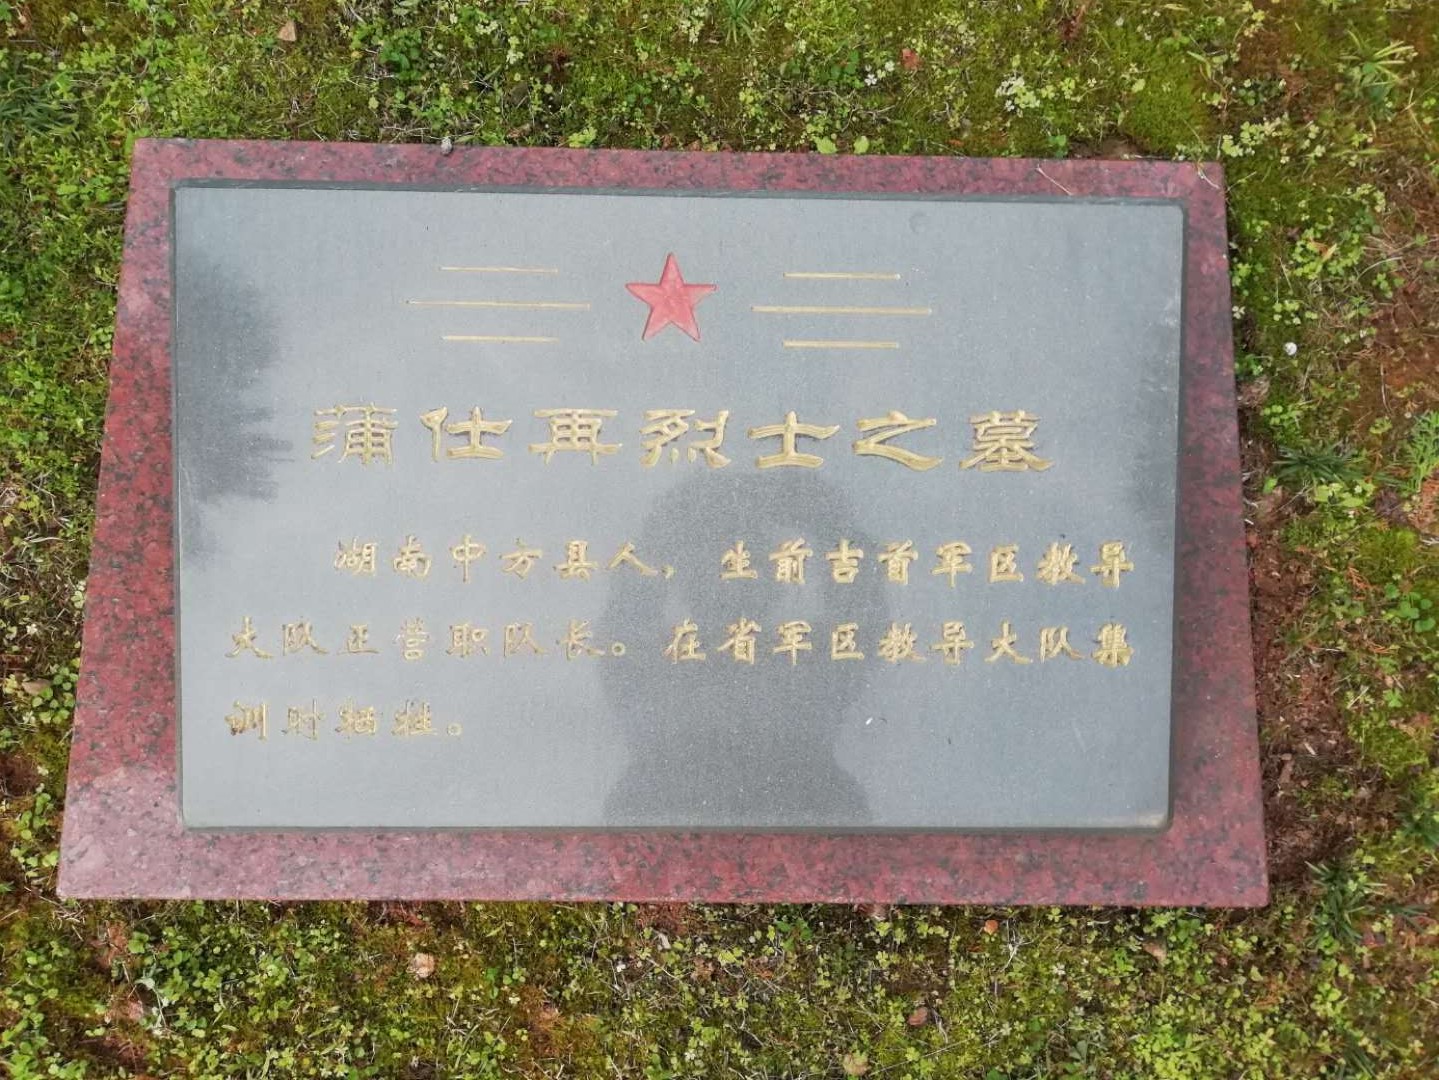 蒲仕再烈士之墓
湖南中方县人，生前吉首军区教导
大队正营职队长。在省军区教导大队集
训时牺牲。